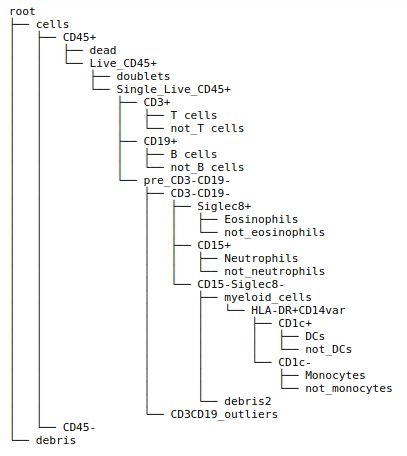 root
cells
CD45+
dead
Live_CD45+
doublets
Single_Live_CD45+
CD3+
T cells
not_T cells
CD19+
B cells
not_B cells
pre_CD3-CD19-
CD3-CD19-
Siglec8+
Eosinophils
not_eosinophils
CD15+
Neutrophils
not_neutrophils
CD15-Siglec8-
myeloid_cells
HLA-DR+CD14var
CD1c+
DCs
not_DCs
CD1c-
Monocytes
not_monocytes
debris2
CD3CD19_outliers
CD45-
debris